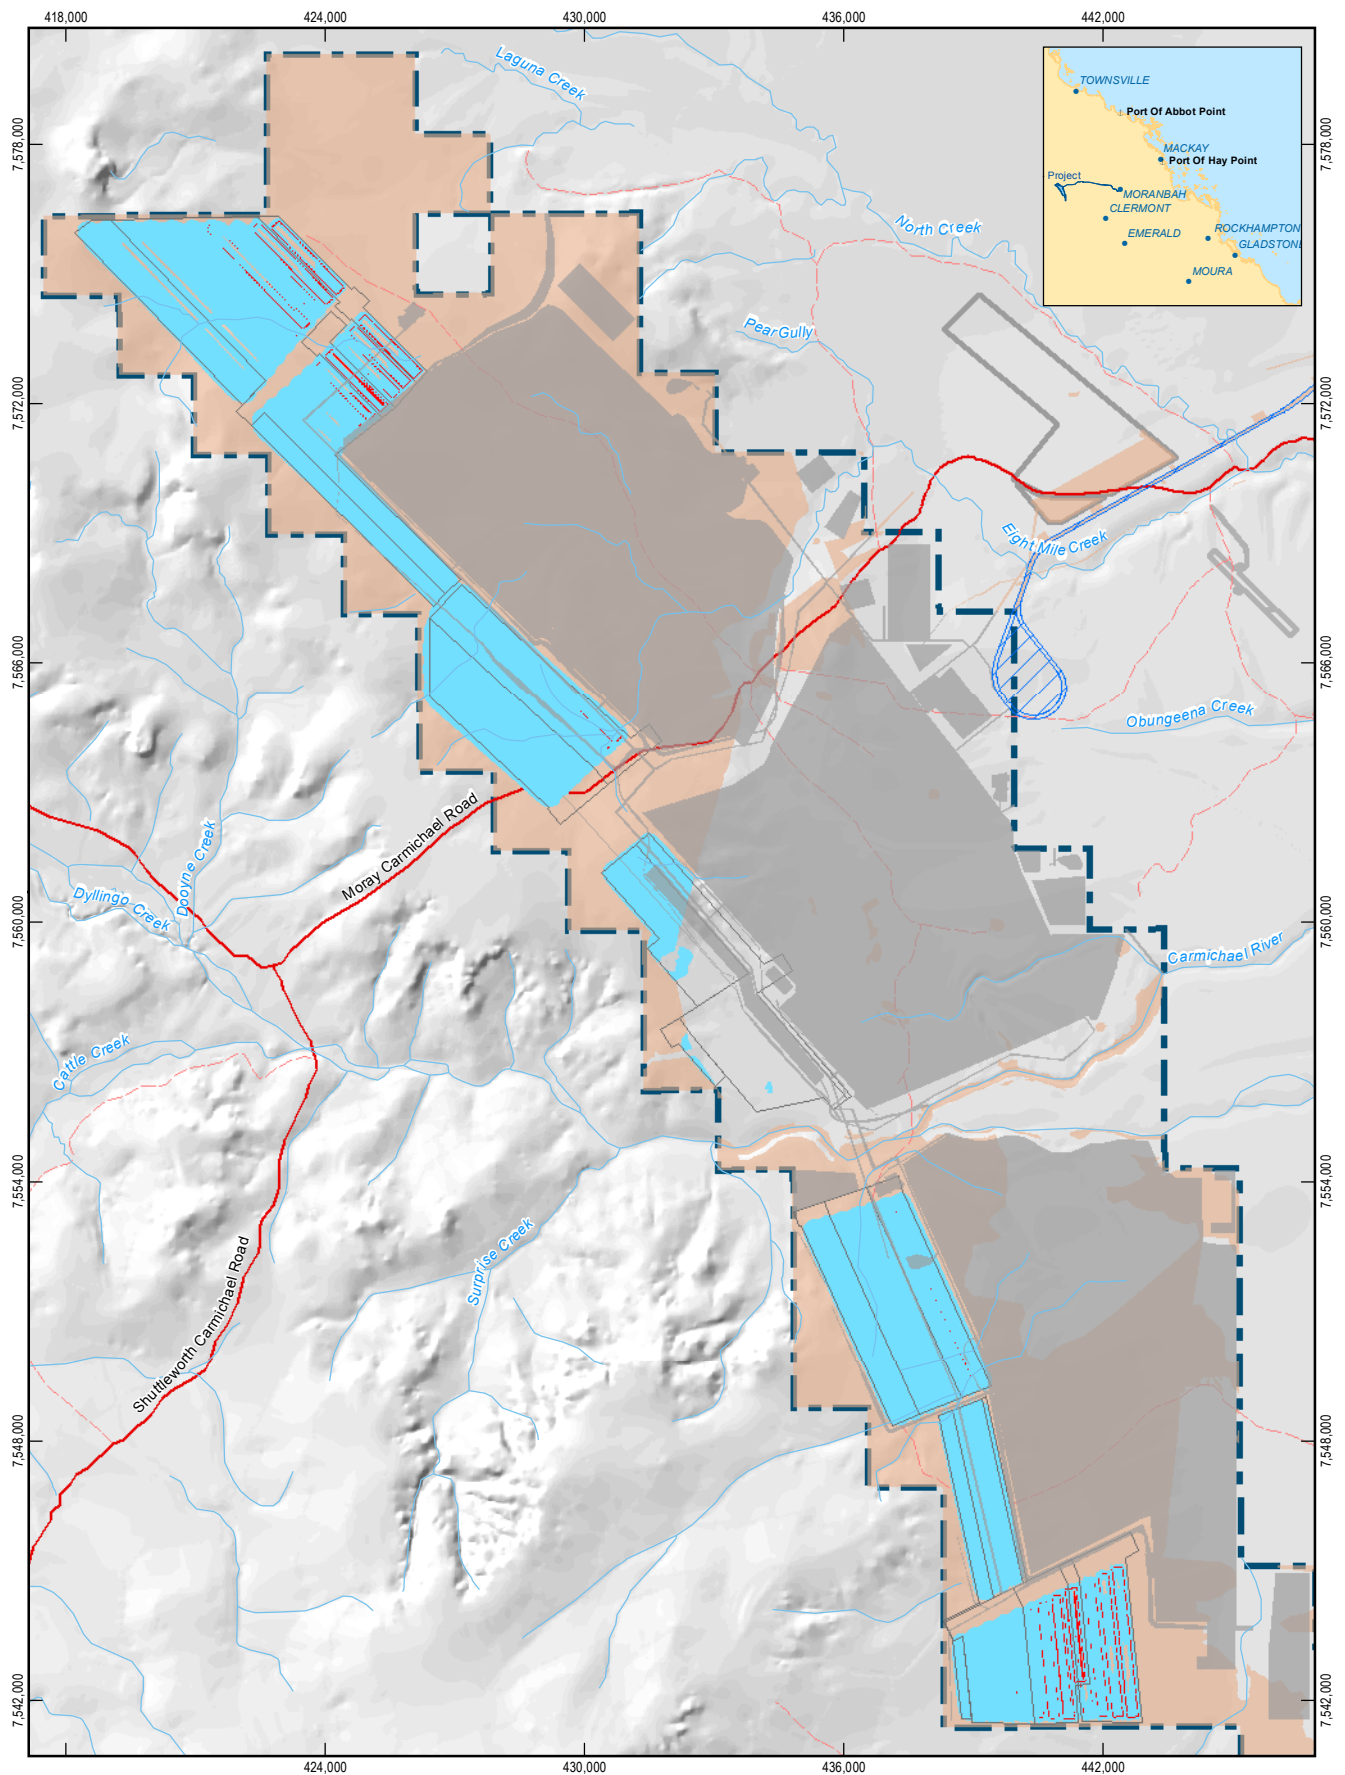 418,000
424,000
430,000
436,000
442,000
Laguna Creek
TOWNSVILLE
Port Of Abbot Point
MACKAY
Port Of Hay Point
Project
MORANBAH
CLERMONT
EMERALD
ROCKHAMPTON
GLADSTONE
MOURA
7,578,000
7,578,000
North Creek
Pear Gully
7,572,000
7,572,000
Eight Mile Creek
7,566,000
7,566,000
Obungeena Creek
Moray Carmichael Road
Dooyne Creek
Dyllingo Creek
7,560,000
7,560,000
Carmichael River
Cattle Creek
7,554,000
7,554,000
Surprise Creek
Shuttleworth Carmichael Road
7,548,000
7,548,000
7,542,000
7,542,000
424,000
418,000
430,000
436,000
442,000